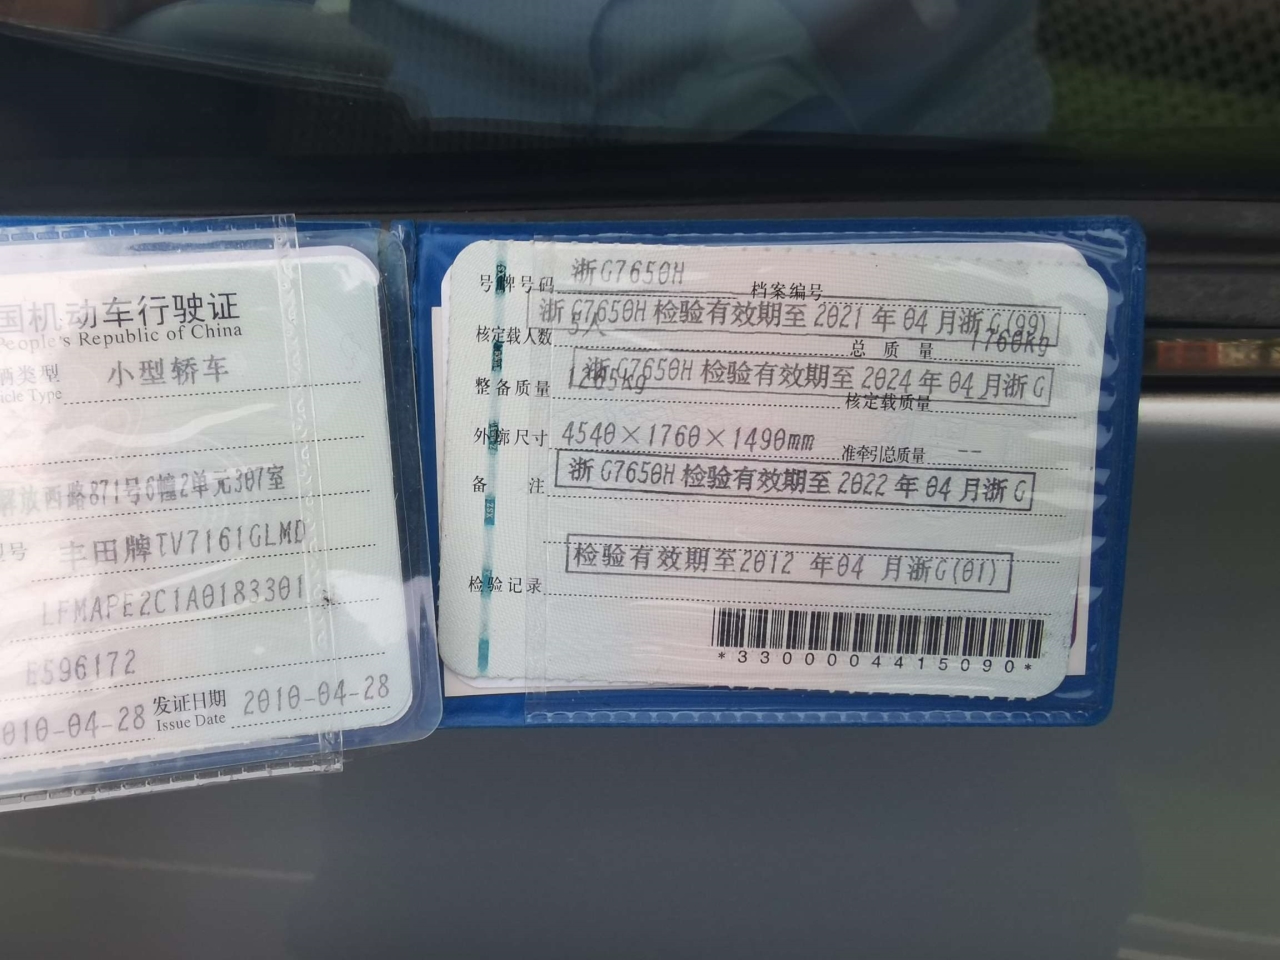 国机动车行驶证
People's Republic of China
辆类型 小型轿车
icle Type
解放西路871号6幢2单元307室
号 丰田牌TV7161GLMD
LFMAPE2C1A0183301
E596172
010-04-28 发证日期 2010-04-28
Issue Date
号牌号码 浙G7650H 档案编号
浙G7650H 检验有效期至 2021 年 04 月浙G(99)
核定载人数 5人 总质量 1760kg
浙G7650H 检验有效期至 2024 年 04 月浙G
整备质量 1205kg 核定载质量
外廓尺寸 4540×1760×1490mm 准牵引总质量 --
备注 浙G7650H 检验有效期至 2022 年 04 月浙G
检验有效期至2012 年04 月浙G(01)
检验记录
*3300004415090*